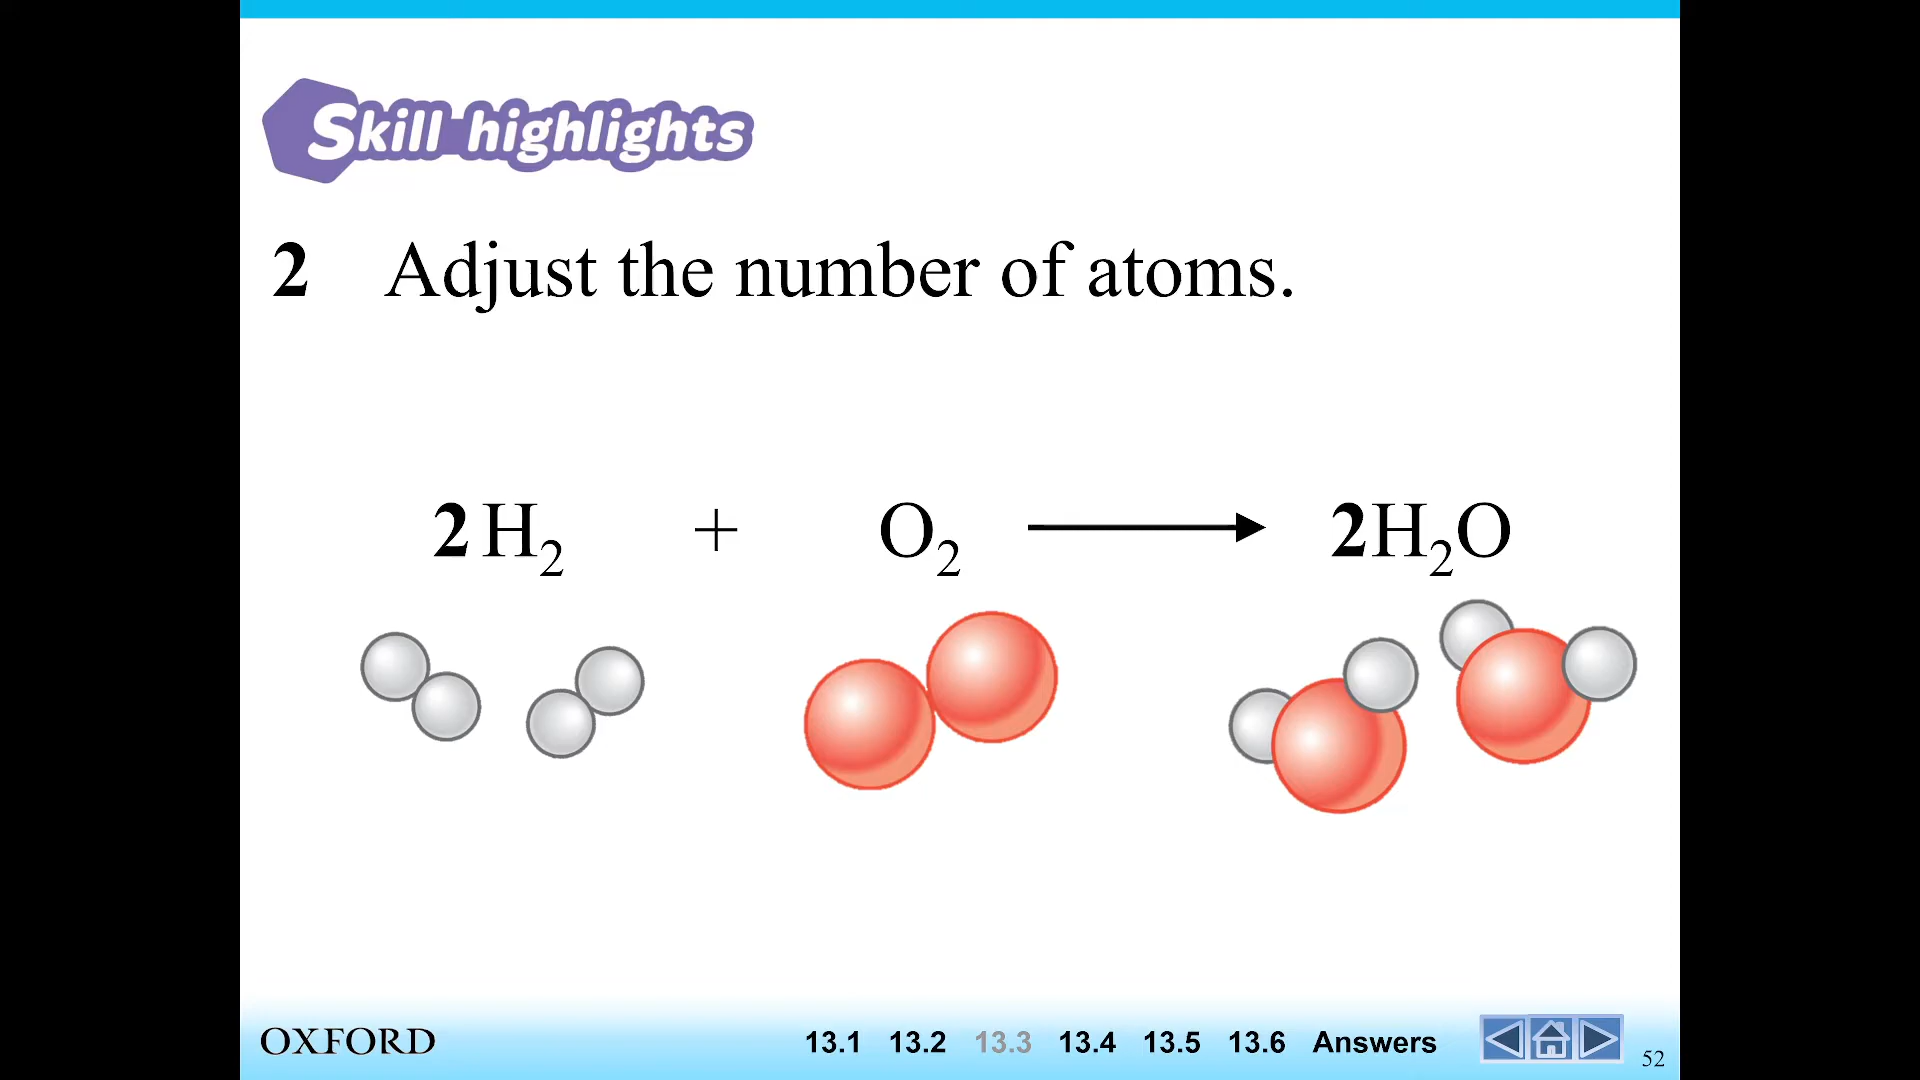 Skill highlights
2 Adjust the number of atoms.
2H₂ + O₂ ⟶ 2H₂O
OXFORD 13.1 13.2 13.3 13.4 13.5 13.6 Answers 52